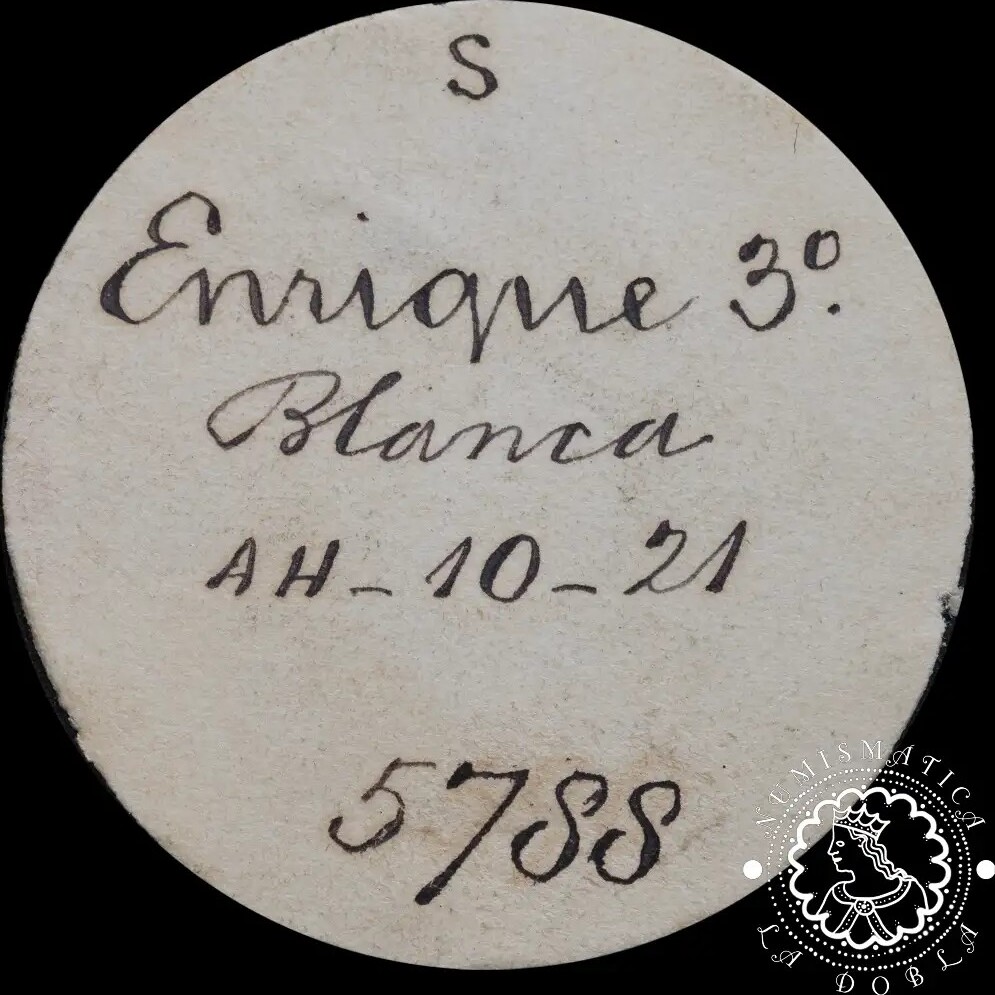 S
Enrique 3º.
Blanca
AH-10-21
5788
NUMISMATICA
LA DOBLA